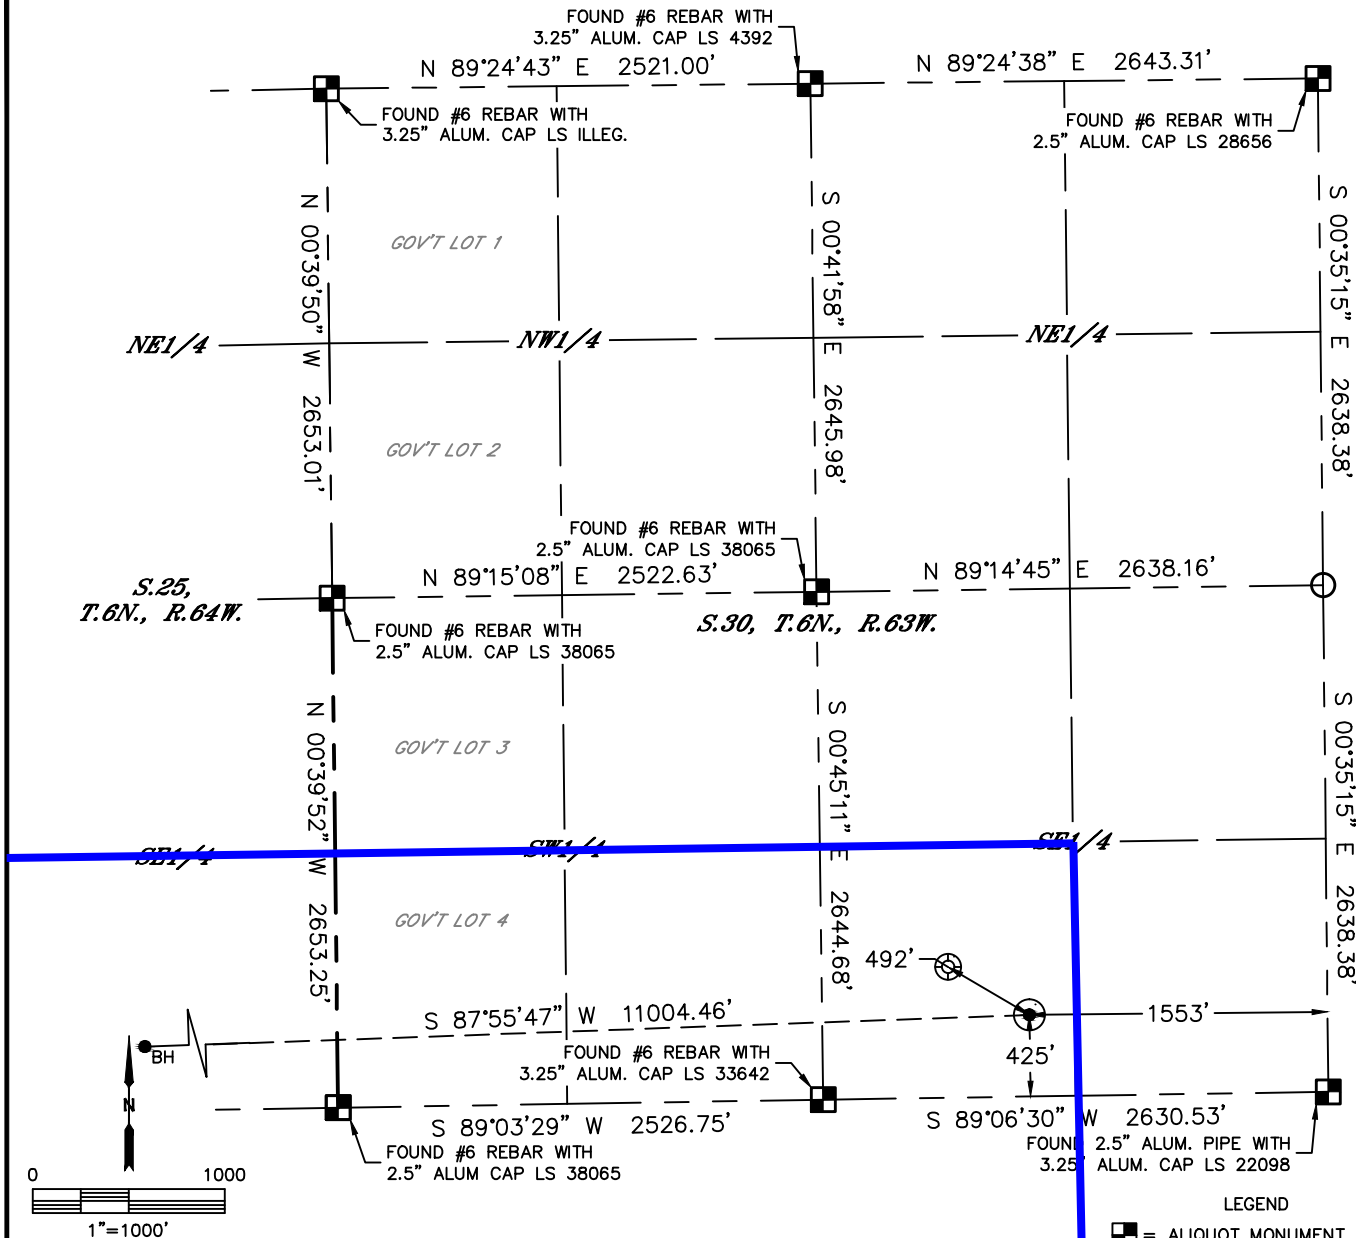 FOUND #6 REBAR WITH
3.25" ALUM. CAP LS 4392
N 89°24'43" E 2521.00'
N 89°24'38" E 2643.31'
FOUND #6 REBAR WITH
3.25" ALUM. CAP LS ILLEG.
FOUND #6 REBAR WITH
2.5" ALUM. CAP LS 28656
N 00°39'50" W 2653.01'
GOV'T LOT 1
S 00°41'58" E 2645.98'
S 00°35'15" E 2638.38'
NE1/4
NW1/4
NE1/4
GOV'T LOT 2
FOUND #6 REBAR WITH
2.5" ALUM. CAP LS 38065
N 89°15'08" E 2522.63'
N 89°14'45" E 2638.16'
S.25,
T.6N., R.64W.
S.30, T.6N., R.63W.
FOUND #6 REBAR WITH
2.5" ALUM. CAP LS 38065
N 00°39'52" W 2653.25'
GOV'T LOT 3
S 00°45'11" E 2644.68'
S 00°35'15" E 2638.38'
SE1/4
SW1/4
SE1/4
GOV'T LOT 4
492'
S 87°55'47" W 11004.46'
1553'
BH
425'
FOUND #6 REBAR WITH
3.25" ALUM. CAP LS 33642
N
S 89°03'29" W 2526.75'
S 89°06'30" W 2630.53'
FOUND #6 REBAR WITH
2.5" ALUM CAP LS 38065
FOUND 2.5" ALUM. PIPE WITH
3.25" ALUM. CAP LS 22098
0 1000
1"=1000'
LEGEND
= ALIQUOT MONUMENT